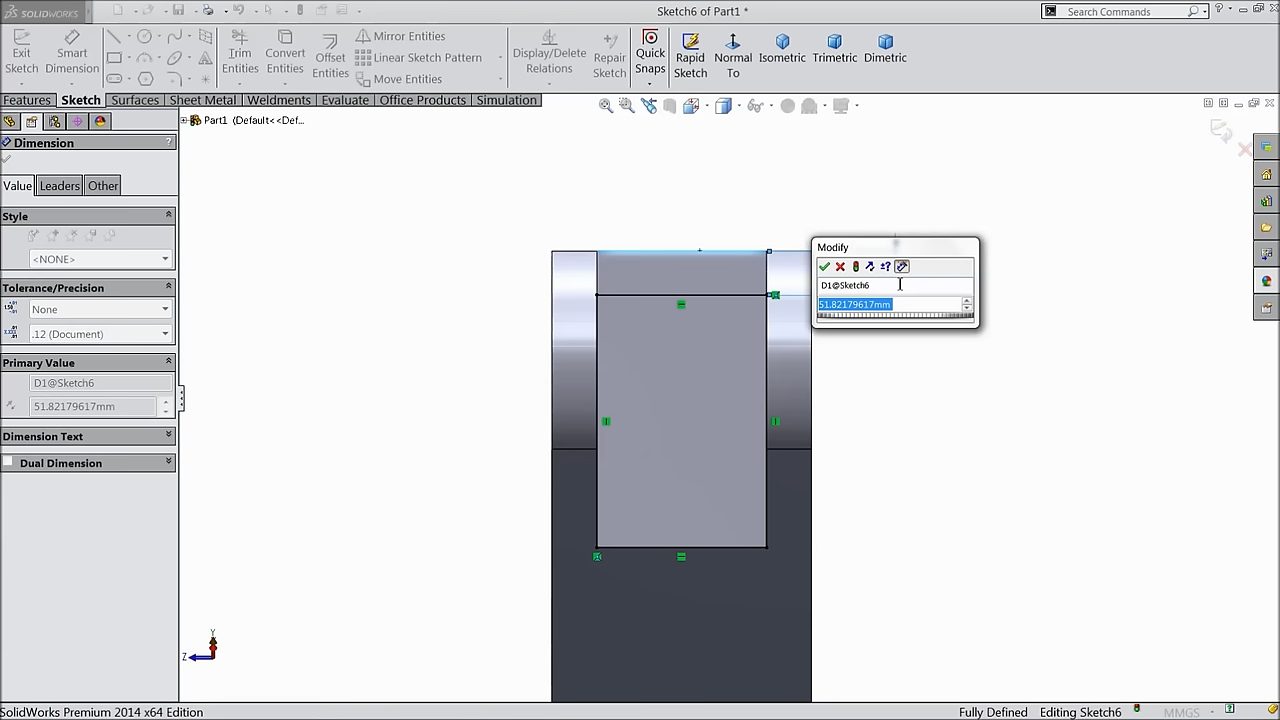 SOLIDWORKS
Sketch6 of Part1 *
Search Commands
Exit Sketch
Smart Dimension
Trim Entities
Convert Entities
Offset Entities
Mirror Entities
Linear Sketch Pattern
Move Entities
Display/Delete Relations
Repair Sketch
Quick Snaps
Rapid Sketch
Normal To
Isometric
Trimetric
Dimetric
Features
Sketch
Surfaces
Sheet Metal
Weldments
Evaluate
Office Products
Simulation
Part1 (Default<<Def...
Dimension
?
Value
Leaders
Other
Style
<NONE>
Tolerance/Precision
None
.12 (Document)
Primary Value
D1@Sketch6
51.82179617mm
Dimension Text
Dual Dimension
Modify
D1@Sketch6
51.82179617mm
Y
Z
SolidWorks Premium 2014 x64 Edition
Fully Defined
Editing Sketch6
MMGS